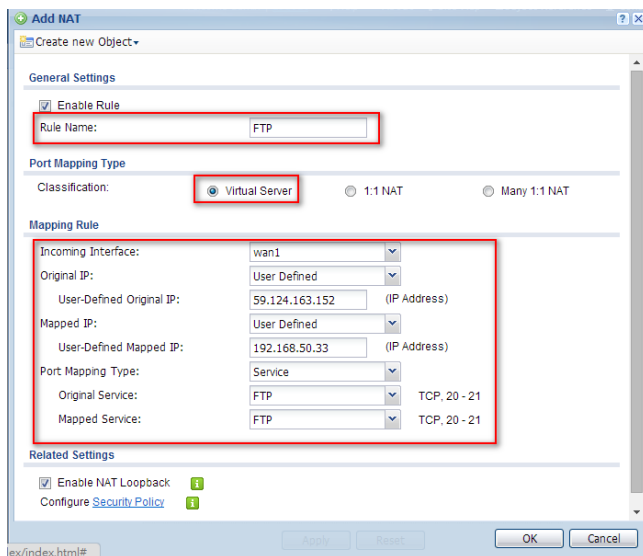 Add NAT
Create new Object
General Settings
Enable Rule
Rule Name: FTP
Port Mapping Type
Classification: Virtual Server 1:1 NAT Many 1:1 NAT
Mapping Rule
Incoming Interface: wan1
Original IP: User Defined
User-Defined Original IP: 59.124.163.152 (IP Address)
Mapped IP: User Defined
User-Defined Mapped IP: 192.168.50.33 (IP Address)
Port Mapping Type: Service
Original Service: FTP TCP, 20 - 21
Mapped Service: FTP TCP, 20 - 21
Related Settings
Enable NAT Loopback
Configure Security Policy
Apply Reset OK Cancel
ex/index.html#